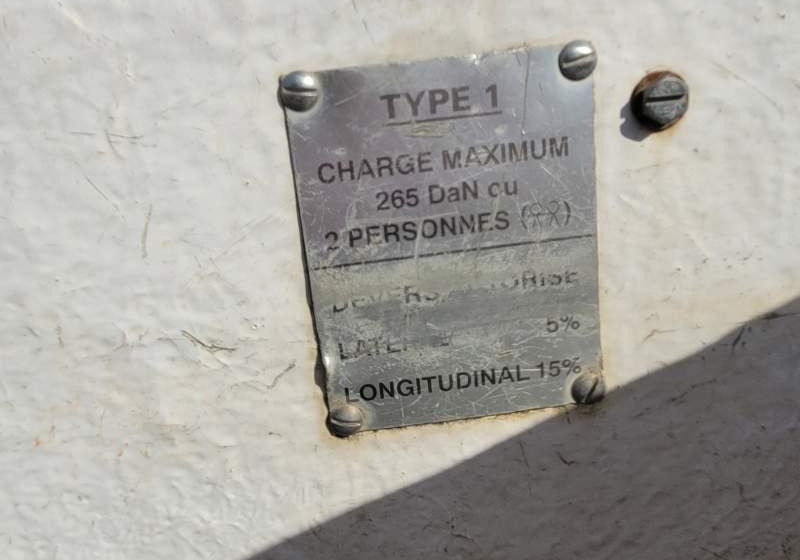 TYPE 1
CHARGE MAXIMUM
265 DaN ou
2 PERSONNES ( )
5%
LONGITUDINAL 15%